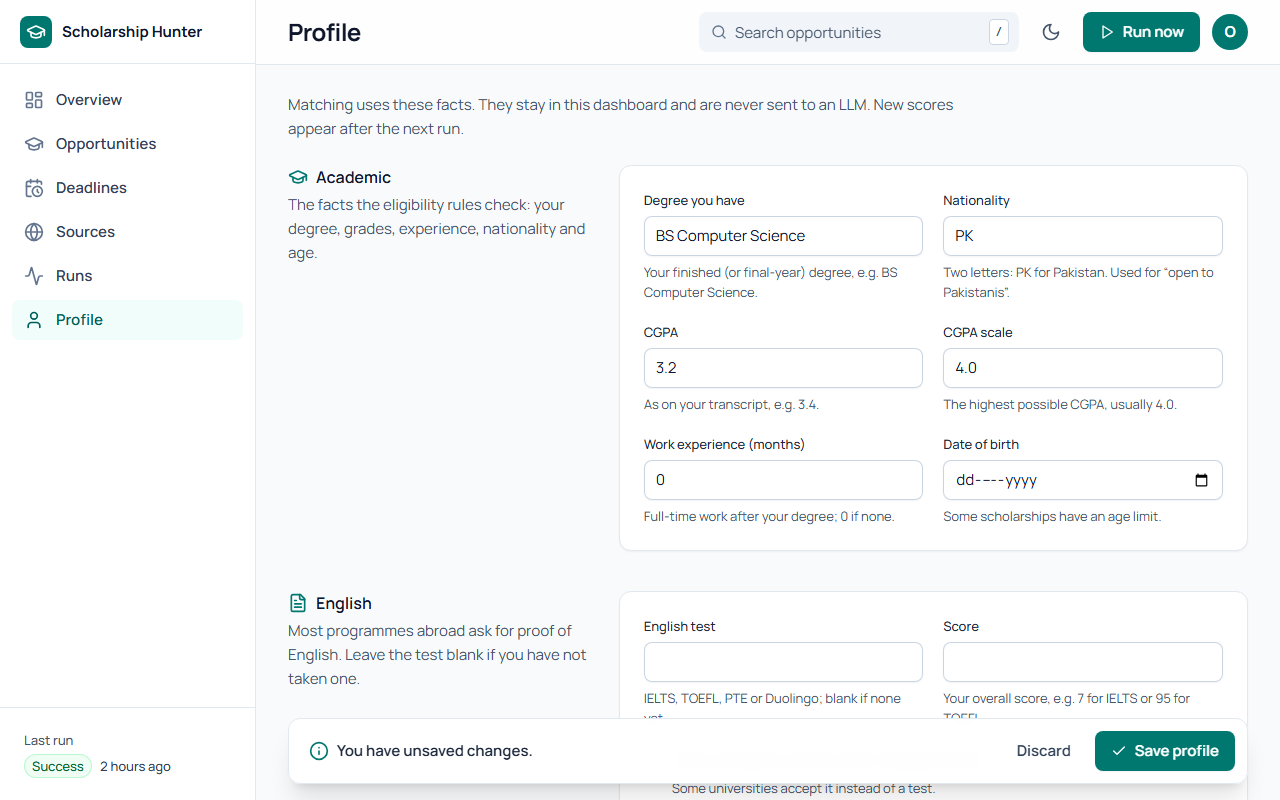 Scholarship Hunter
Profile
Search opportunities
/
Run now
O
Overview
Opportunities
Deadlines
Sources
Runs
Profile
Matching uses these facts. They stay in this dashboard and are never sent to an LLM. New scores
appear after the next run.
Academic
The facts the eligibility rules check: your
degree, grades, experience, nationality and
age.
Degree you have
BS Computer Science
Your finished (or final-year) degree, e.g. BS
Computer Science.
Nationality
PK
Two letters: PK for Pakistan. Used for “open to
Pakistanis”.
CGPA
3.2
As on your transcript, e.g. 3.4.
CGPA scale
4.0
The highest possible CGPA, usually 4.0.
Work experience (months)
0
Full-time work after your degree; 0 if none.
Date of birth
dd----yyyy
Some scholarships have an age limit.
English
Most programmes abroad ask for proof of
English. Leave the test blank if you have not
taken one.
English test
IELTS, TOEFL, PTE or Duolingo; blank if none
yet.
Score
Your overall score, e.g. 7 for IELTS or 95 for
TOEFL.
You have unsaved changes.
Discard
Save profile
Some universities accept it instead of a test.
Last run
Success
2 hours ago